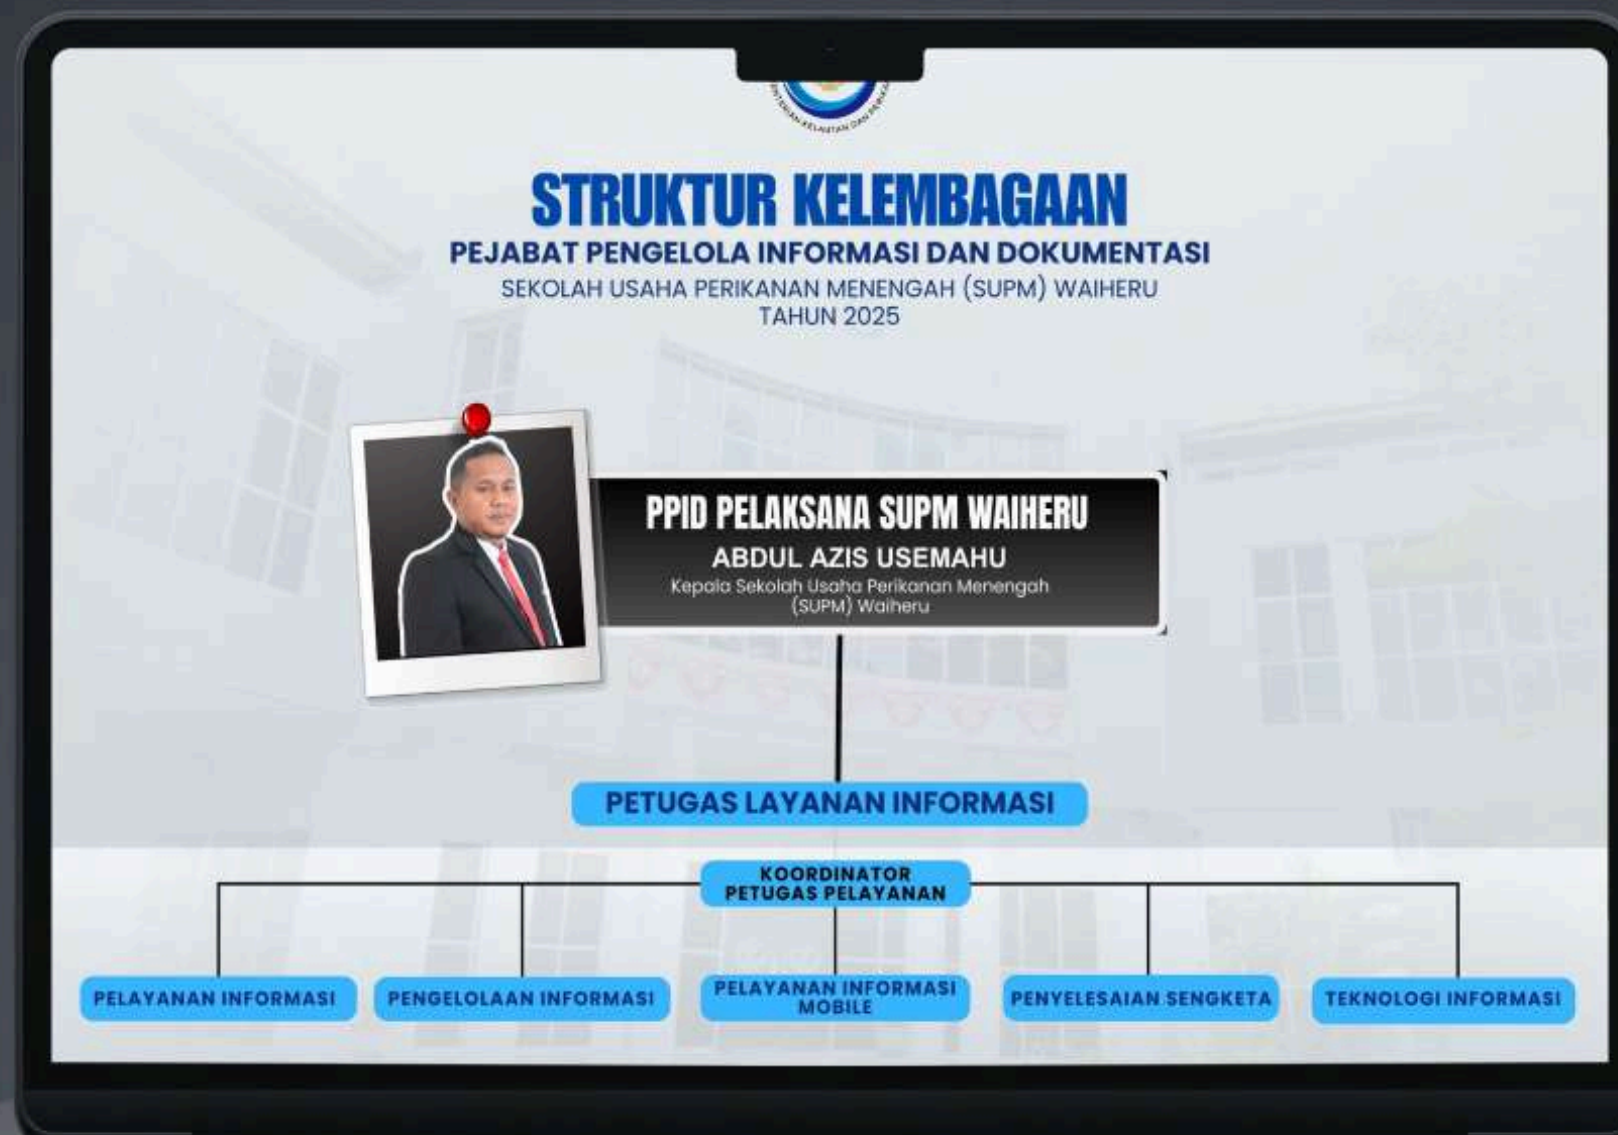 KELAUTAN DAN
STRUKTUR KELEMBAGAAN
PEJABAT PENGELOLA INFORMASI DAN DOKUMENTASI
SEKOLAH USAHA PERIKANAN MENENGAH (SUPM) WAIHERU
TAHUN 2025
PPID PELAKSANA SUPM WAIHERU
ABDUL AZIS USEMAHU
Kepala Sekolah Usaha Perikanan Menengah
(SUPM) Waiheru
PETUGAS LAYANAN INFORMASI
KOORDINATOR
PETUGAS PELAYANAN
PELAYANAN INFORMASI
PENGELOLAAN INFORMASI
PELAYANAN INFORMASI
MOBILE
PENYELESAIAN SENGKETA
TEKNOLOGI INFORMASI